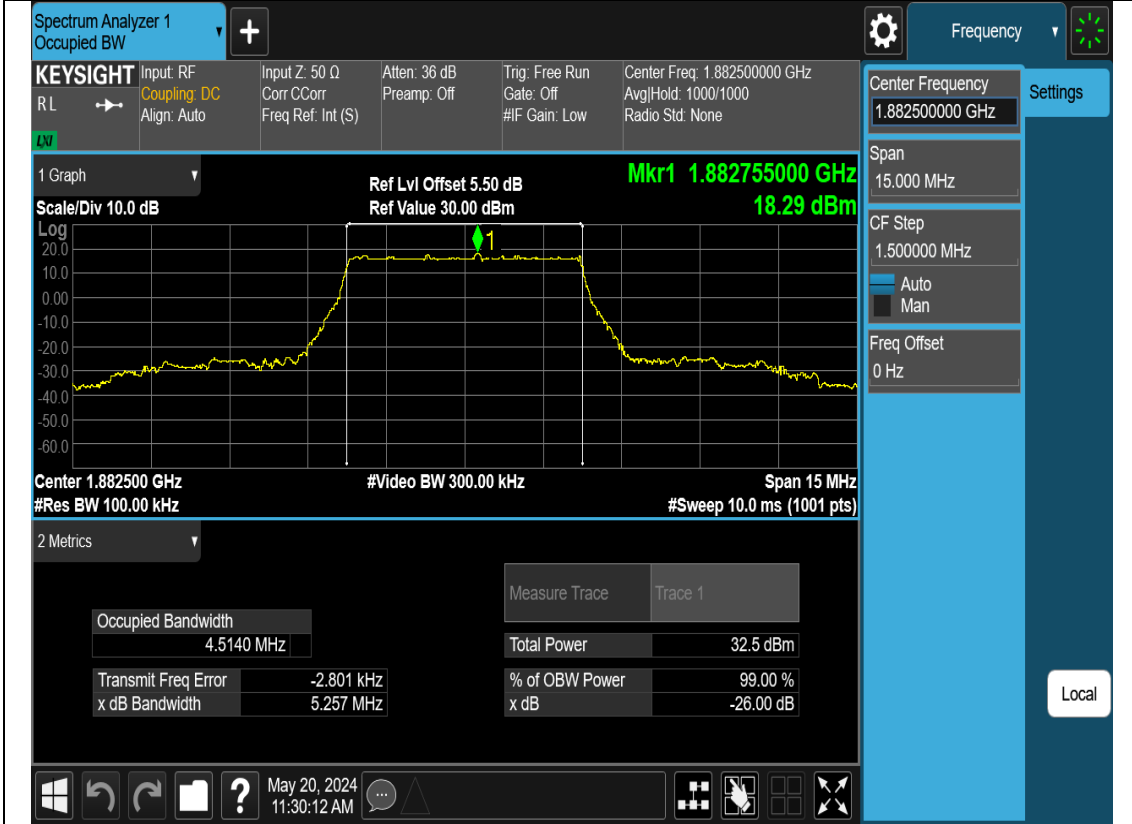 Spectrum Analyzer 1
Occupied BW
+
Frequency
KEYSIGHT
RL
LXI
Input: RF
Coupling: DC
Align: Auto
Input Z: 50 Ω
Corr CCorr
Freq Ref: Int (S)
Atten: 36 dB
Preamp: Off
Trig: Free Run
Gate: Off
#IF Gain: Low
Center Freq: 1.882500000 GHz
Avg|Hold: 1000/1000
Radio Std: None
Center Frequency
1.882500000 GHz
Settings
Span
15.000 MHz
CF Step
1.500000 MHz
Auto
Man
Freq Offset
0 Hz
1 Graph
Scale/Div 10.0 dB
Ref Lvl Offset 5.50 dB
Ref Value 30.00 dBm
Mkr1 1.882755000 GHz
18.29 dBm
Log
1
20.0
10.0
0.00
-10.0
-20.0
-30.0
-40.0
-50.0
-60.0
Center 1.882500 GHz
#Video BW 300.00 kHz
Span 15 MHz
#Res BW 100.00 kHz
#Sweep 10.0 ms (1001 pts)
2 Metrics
Measure Trace Trace 1
Occupied Bandwidth
4.5140 MHz
Total Power 32.5 dBm
Transmit Freq Error -2.801 kHz
% of OBW Power 99.00 %
x dB Bandwidth 5.257 MHz
x dB -26.00 dB
Local
?
May 20, 2024
11:30:12 AM